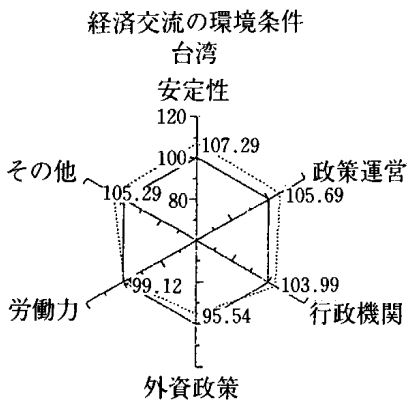 経済交流の環境条件
台湾
安定性
120
107.29
100
その他
政策運営
105.29
80
105.69
99.12
103.99
95.54
労働力
行政機関
外資政策